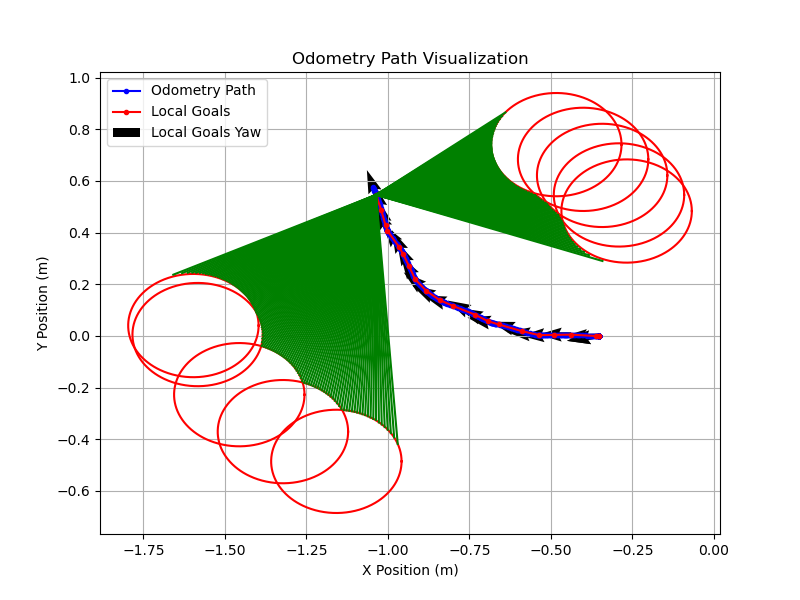 Odometry Path Visualization
Odometry Path
Local Goals
Local Goals Yaw
Y Position (m)
1.0
0.8
0.6
0.4
0.2
0.0
−0.2
−0.4
−0.6
−1.75 −1.50 −1.25 −1.00 −0.75 −0.50 −0.25 0.00
X Position (m)